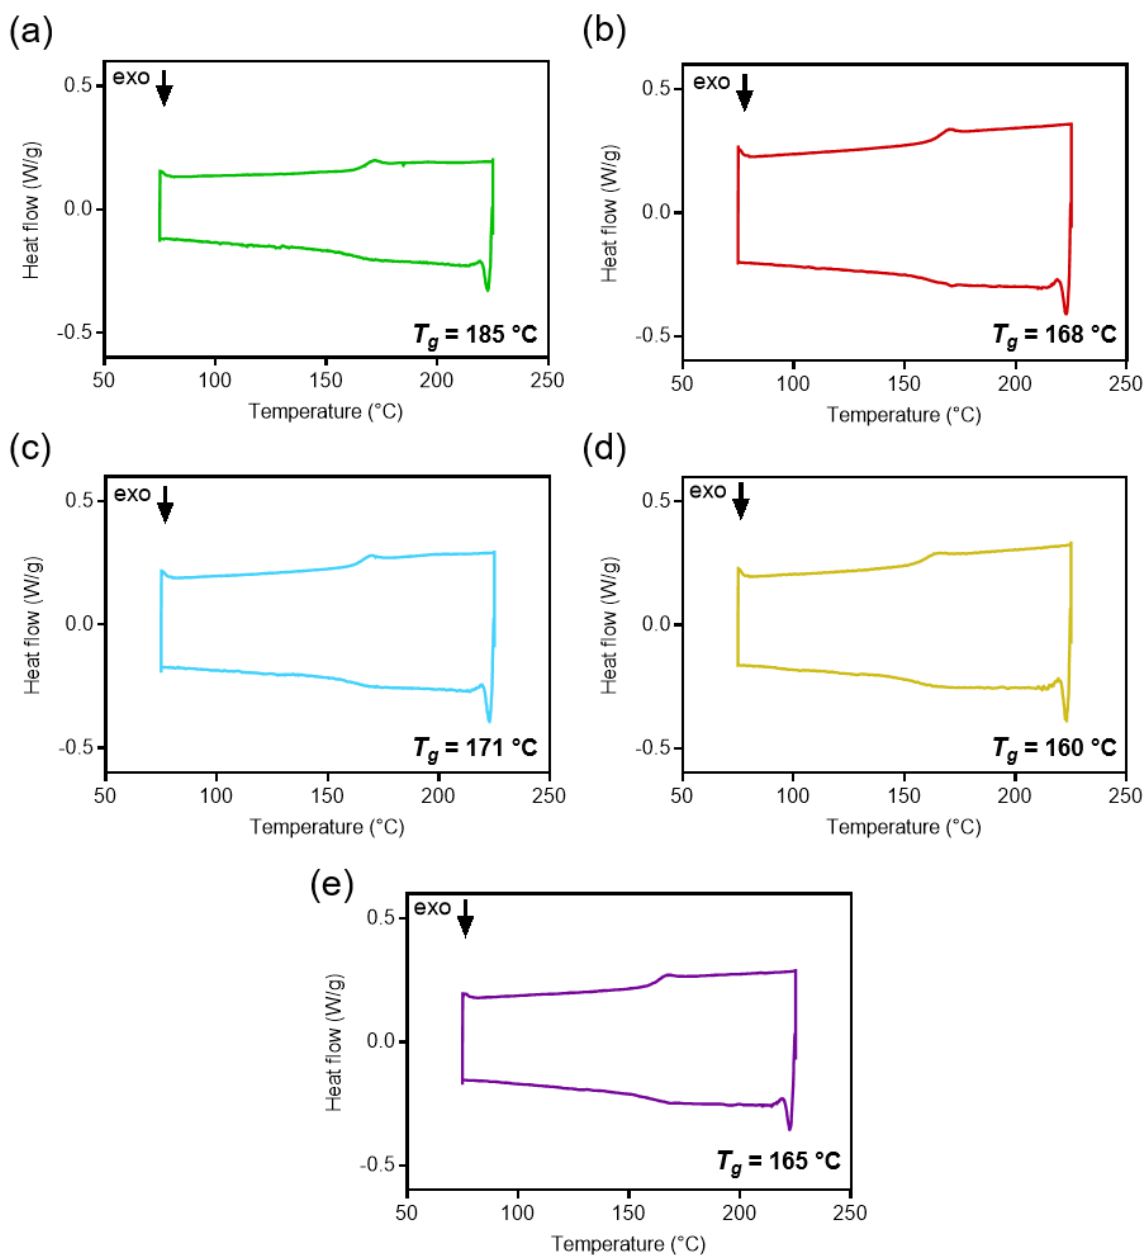 (a)
exo
0.5
0.0
-0.5
Heat flow (W/g)
Tg = 185 °C
50 100 150 200 250
Temperature (°C)
(b)
exo
0.5
0.0
-0.5
Heat flow (W/g)
Tg = 168 °C
50 100 150 200 250
Temperature (°C)
(c)
exo
0.5
0.0
-0.5
Heat flow (W/g)
Tg = 171 °C
50 100 150 200 250
Temperature (°C)
(d)
exo
0.5
0.0
-0.5
Heat flow (W/g)
Tg = 160 °C
50 100 150 200 250
Temperature (°C)
(e)
exo
0.5
0.0
-0.5
Heat flow (W/g)
Tg = 165 °C
50 100 150 200 250
Temperature (°C)